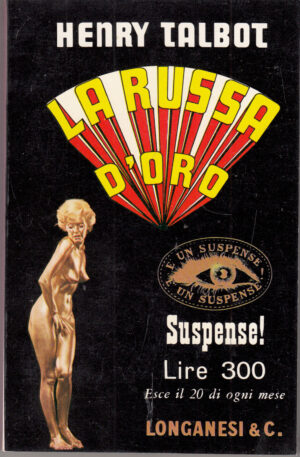 HENRY TALBOT
LA RUSSA
D'ORO
È UN SUSPENSE
È UN SUSPENSE!
Suspense!
Lire 300
Esce il 20 di ogni mese
LONGANESI & C.